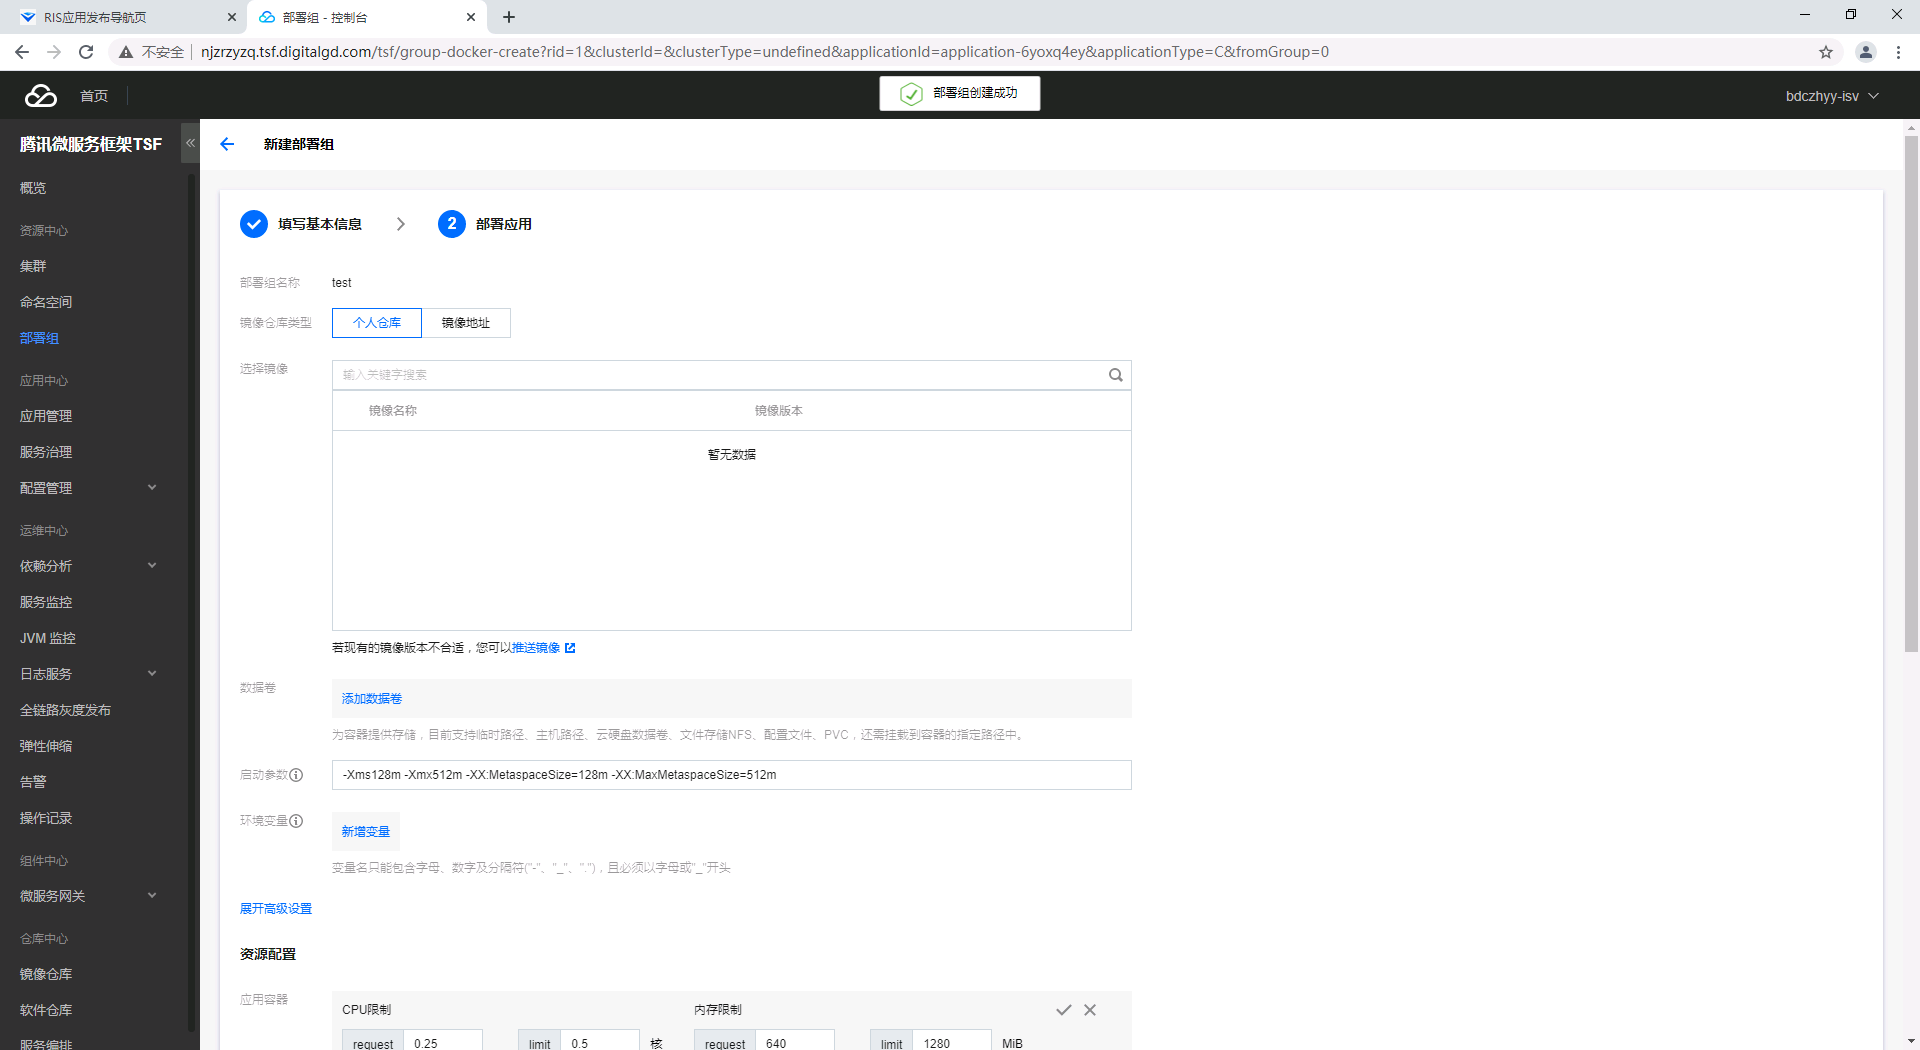 RIS应用发布导航页
部署组 - 控制台
不安全
njzrzyzq.tsf.digitalgd.com/tsf/group-docker-create?rid=1&clusterId=&clusterType=undefined&applicationId=application-6yoxq4ey&applicationType=C&fromGroup=0
首页
部署组创建成功
bdczhyy-isv
腾讯微服务框架TSF
概览
资源中心
集群
命名空间
部署组
应用中心
应用管理
服务治理
配置管理
运维中心
依赖分析
服务监控
JVM 监控
日志服务
全链路灰度发布
弹性伸缩
告警
操作记录
组件中心
微服务网关
仓库中心
镜像仓库
软件仓库
服务编排
新建部署组
填写基本信息
2 部署应用
部署组名称 test
镜像仓库类型 个人仓库 镜像地址
选择镜像 输入关键字搜索
镜像名称 镜像版本
暂无数据
若现有的镜像版本不合适，您可以推送镜像
数据卷 添加数据卷
为容器提供存储，目前支持临时路径、主机路径、云硬盘数据卷、文件存储NFS、配置文件、PVC，还需挂载到容器的指定路径中。
启动参数 -Xms128m -Xmx512m -XX:MetaspaceSize=128m -XX:MaxMetaspaceSize=512m
环境变量 新增变量
变量名只能包含字母、数字及分隔符("-"、"_"、".")，且必须以字母或"_"开头
展开高级设置
资源配置
应用容器 CPU限制 内存限制
request 0.25 limit 0.5 核 request 640 limit 1280 MiB